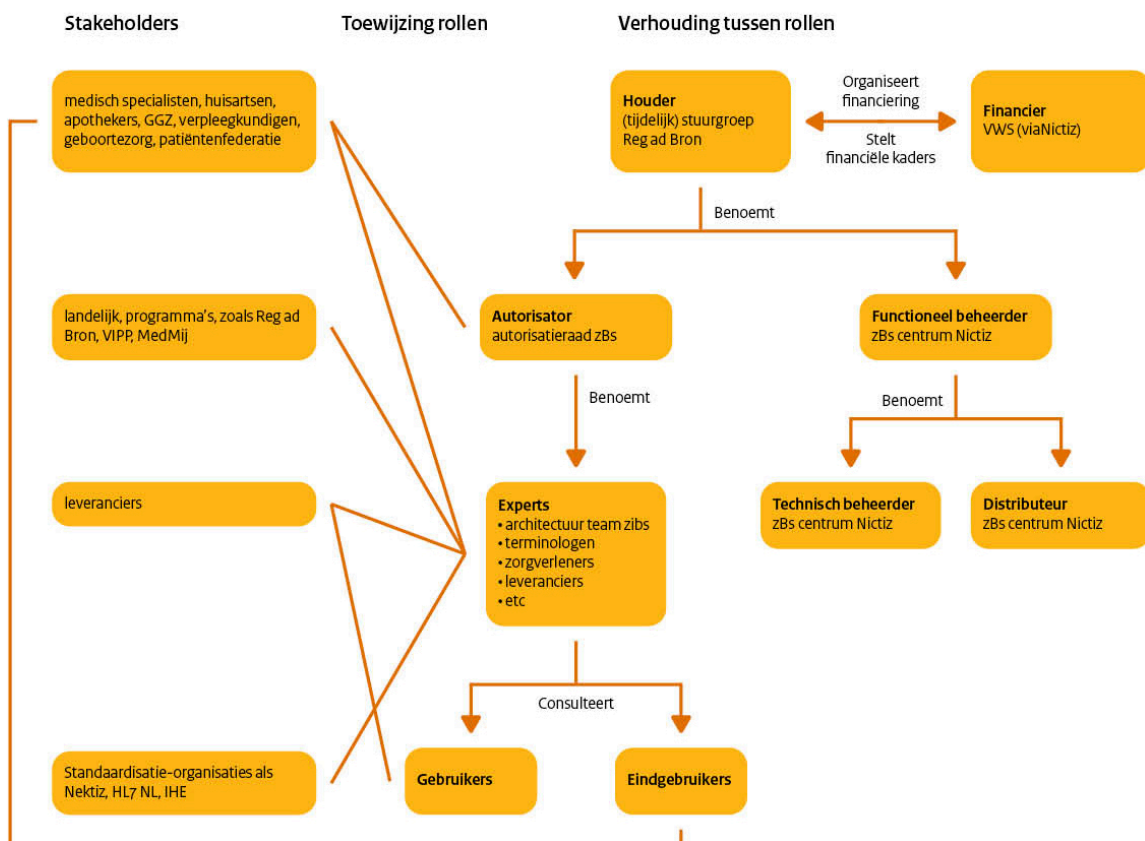 Stakeholders
Toewijzing rollen
Verhouding tussen rollen
medisch specialisten, huisartsen,
apothekers, GGZ, verpleegkundigen,
geboortezorg, patiëntenfederatie
Houder
(tijdelijk) stuurgroep
Reg ad Bron
Organiseert
financiering
Stelt
financiële kaders
Financier
VWS (viaNictiz)
Benoemt
landelijk, programma's, zoals Reg ad
Bron, VIPP, MedMij
Autorisator
autorisatieraad zBs
Functioneel beheerder
zBs centrum Nictiz
Benoemt
Benoemt
leveranciers
Experts
• architectuur team zibs
• terminologen
• zorgverleners
• leveranciers
• etc
Technisch beheerder
zBs centrum Nictiz
Distributeur
zBs centrum Nictiz
Consulteert
Standaardisatie-organisaties als
Nektiz, HL7 NL, IHE
Gebruikers
Eindgebruikers